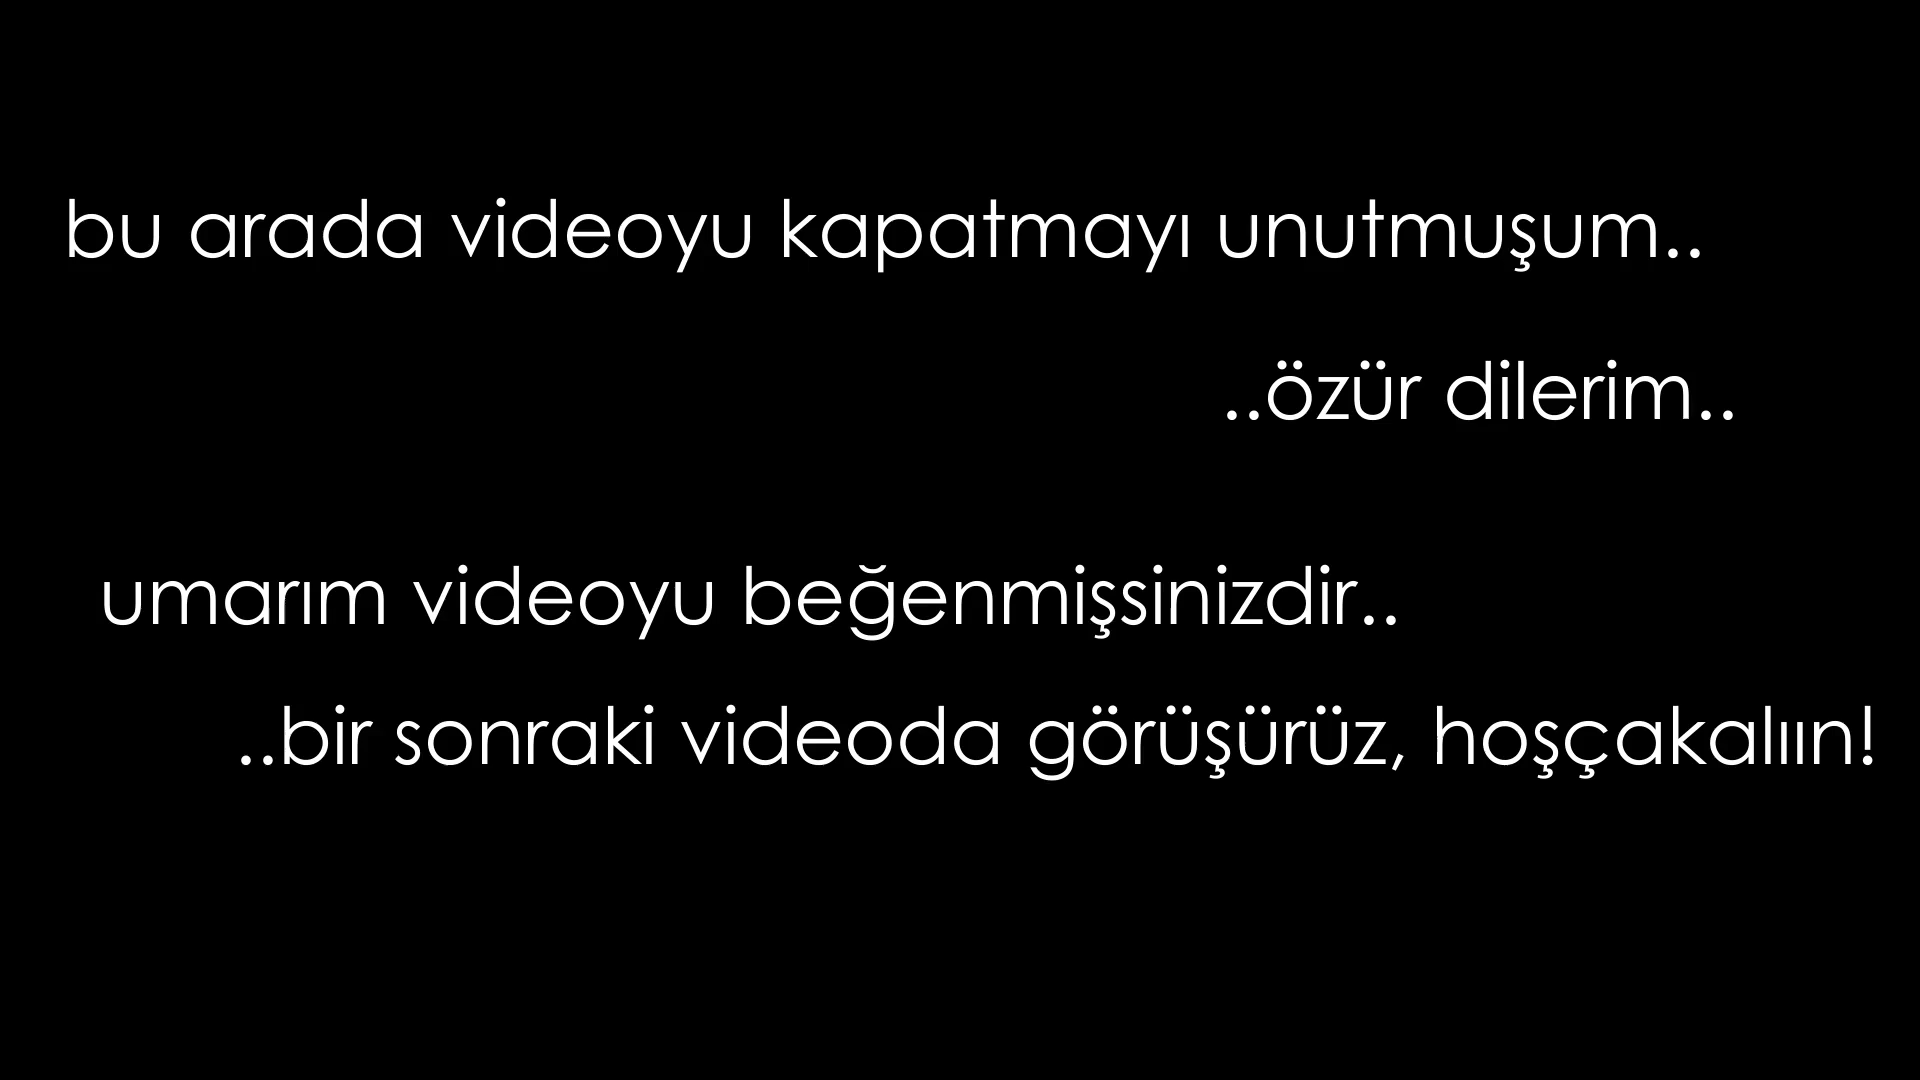 bu arada videoyu kapatmayı unutmuşum..
..özür dilerim..
umarım videoyu beğenmişsinizdir..
..bir sonraki videoda görüşürüz, hoşçakalıın!